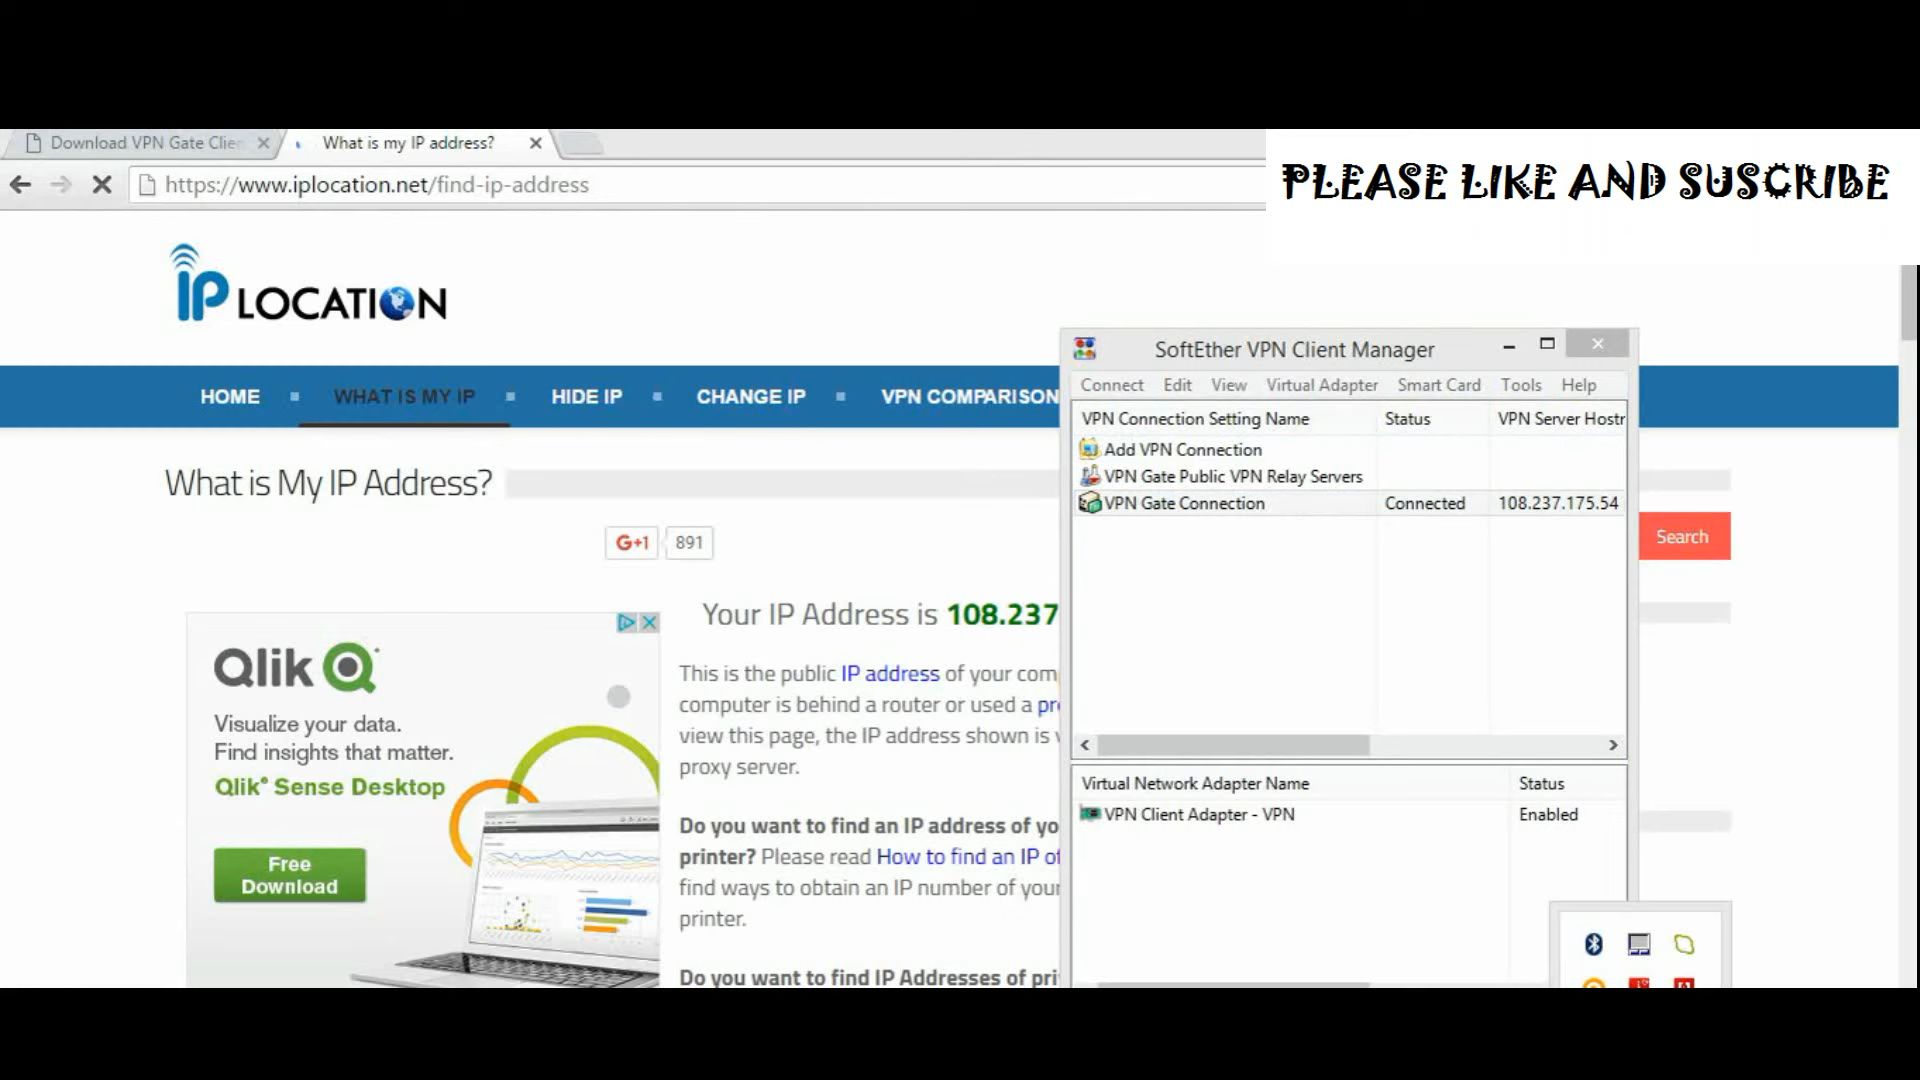 Download VPN Gate Clie
What is my IP address?
https://www.iplocation.net/find-ip-address
PLEASE LIKE AND SUSCRIBE
IP LOCATION
HOME
WHAT IS MY IP
HIDE IP
CHANGE IP
VPN COMPARISON
What is My IP Address?
G+1
891
Search
Your IP Address is 108.237
This is the public IP address of your com
computer is behind a router or used a pr
view this page, the IP address shown is
proxy server.
Do you want to find an IP address of yo
printer? Please read How to find an IP of
find ways to obtain an IP number of your
printer.
Do you want to find IP Addresses of pri
Qlik
Visualize your data.
Find insights that matter.
Qlik® Sense Desktop
Free
Download
SoftEther VPN Client Manager
Connect Edit View Virtual Adapter Smart Card Tools Help
VPN Connection Setting Name Status VPN Server Hostr
Add VPN Connection
VPN Gate Public VPN Relay Servers
VPN Gate Connection Connected 108.237.175.54
Virtual Network Adapter Name Status
VPN Client Adapter - VPN Enabled